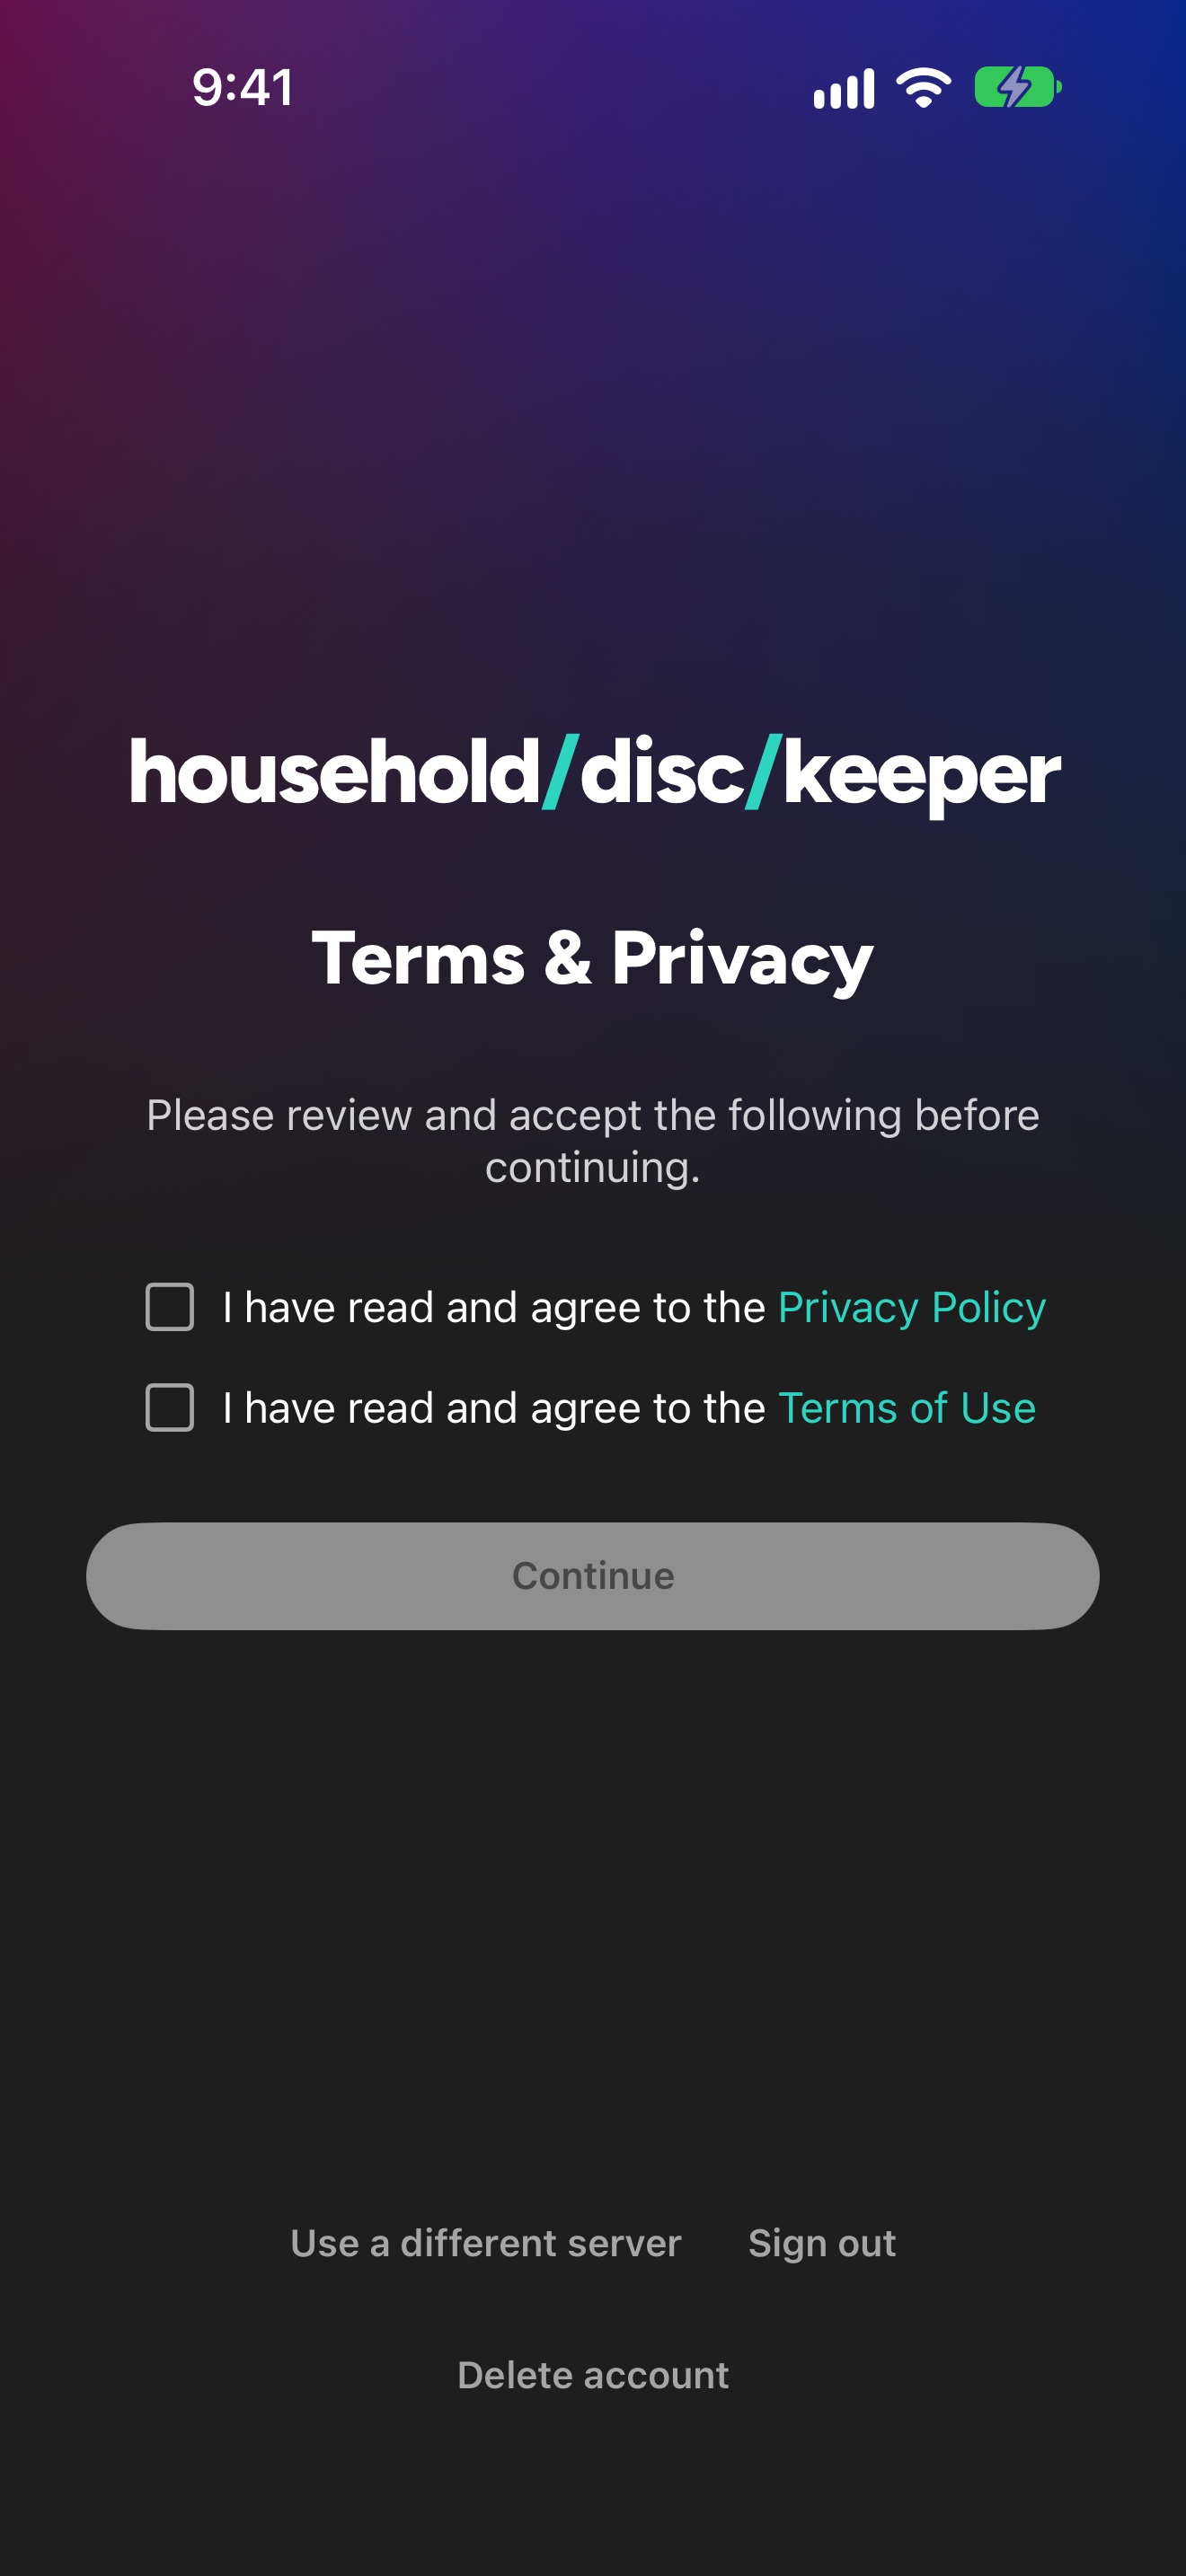 9:41
household/disc/keeper
Terms & Privacy
Please review and accept the following before
continuing.
I have read and agree to the Privacy Policy
I have read and agree to the Terms of Use
Continue
Use a different server Sign out
Delete account